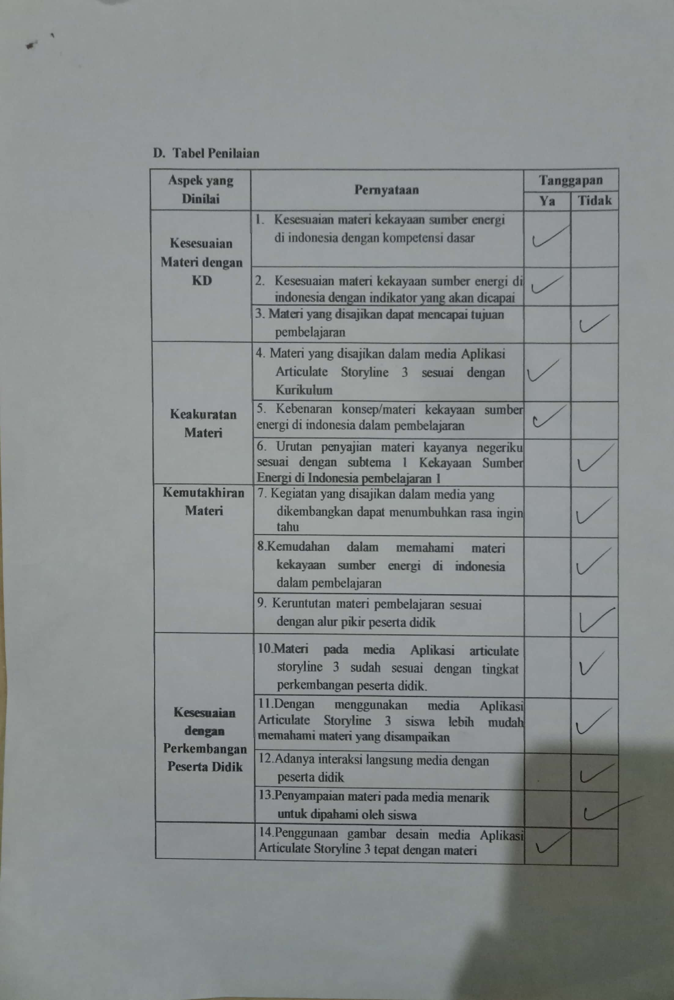 D. Tabel Penilaian
Aspek yang
Dinilai
Pernyataan
Tanggapan
Ya
Tidak
Kesesuaian
Materi dengan
KD
1. Kesesuaian materi kekayaan sumber energi
di indonesia dengan kompetensi dasar
✓
2. Kesesuaian materi kekayaan sumber energi di
indonesia dengan indikator yang akan dicapai
✓
3. Materi yang disajikan dapat mencapai tujuan
pembelajaran
✓
Keakuratan
Materi
4. Materi yang disajikan dalam media Aplikasi
Articulate Storyline 3 sesuai dengan
Kurikulum
✓
5. Kebenaran konsep/materi kekayaan sumber
energi di indonesia dalam pembelajaran
✓
6. Urutan penyajian materi kayanya negeriku
sesuai dengan subtema 1 Kekayaan Sumber
Energi di Indonesia pembelajaran 1
✓
Kemutakhiran
Materi
7. Kegiatan yang disajikan dalam media yang
dikembangkan dapat menumbuhkan rasa ingin
tahu
✓
8.Kemudahan dalam memahami materi
kekayaan sumber energi di indonesia
dalam pembelajaran
✓
9. Keruntutan materi pembelajaran sesuai
dengan alur pikir peserta didik
✓
Kesesuaian
dengan
Perkembangan
Peserta Didik
10.Materi pada media Aplikasi articulate
storyline 3 sudah sesuai dengan tingkat
perkembangan peserta didik.
✓
11.Dengan menggunakan media Aplikasi
Articulate Storyline 3 siswa lebih mudah
memahami materi yang disampaikan
✓
12.Adanya interaksi langsung media dengan
peserta didik
✓
13.Penyampaian materi pada media menarik
untuk dipahami oleh siswa
✓
14.Penggunaan gambar desain media Aplikasi
Articulate Storyline 3 tepat dengan materi
✓